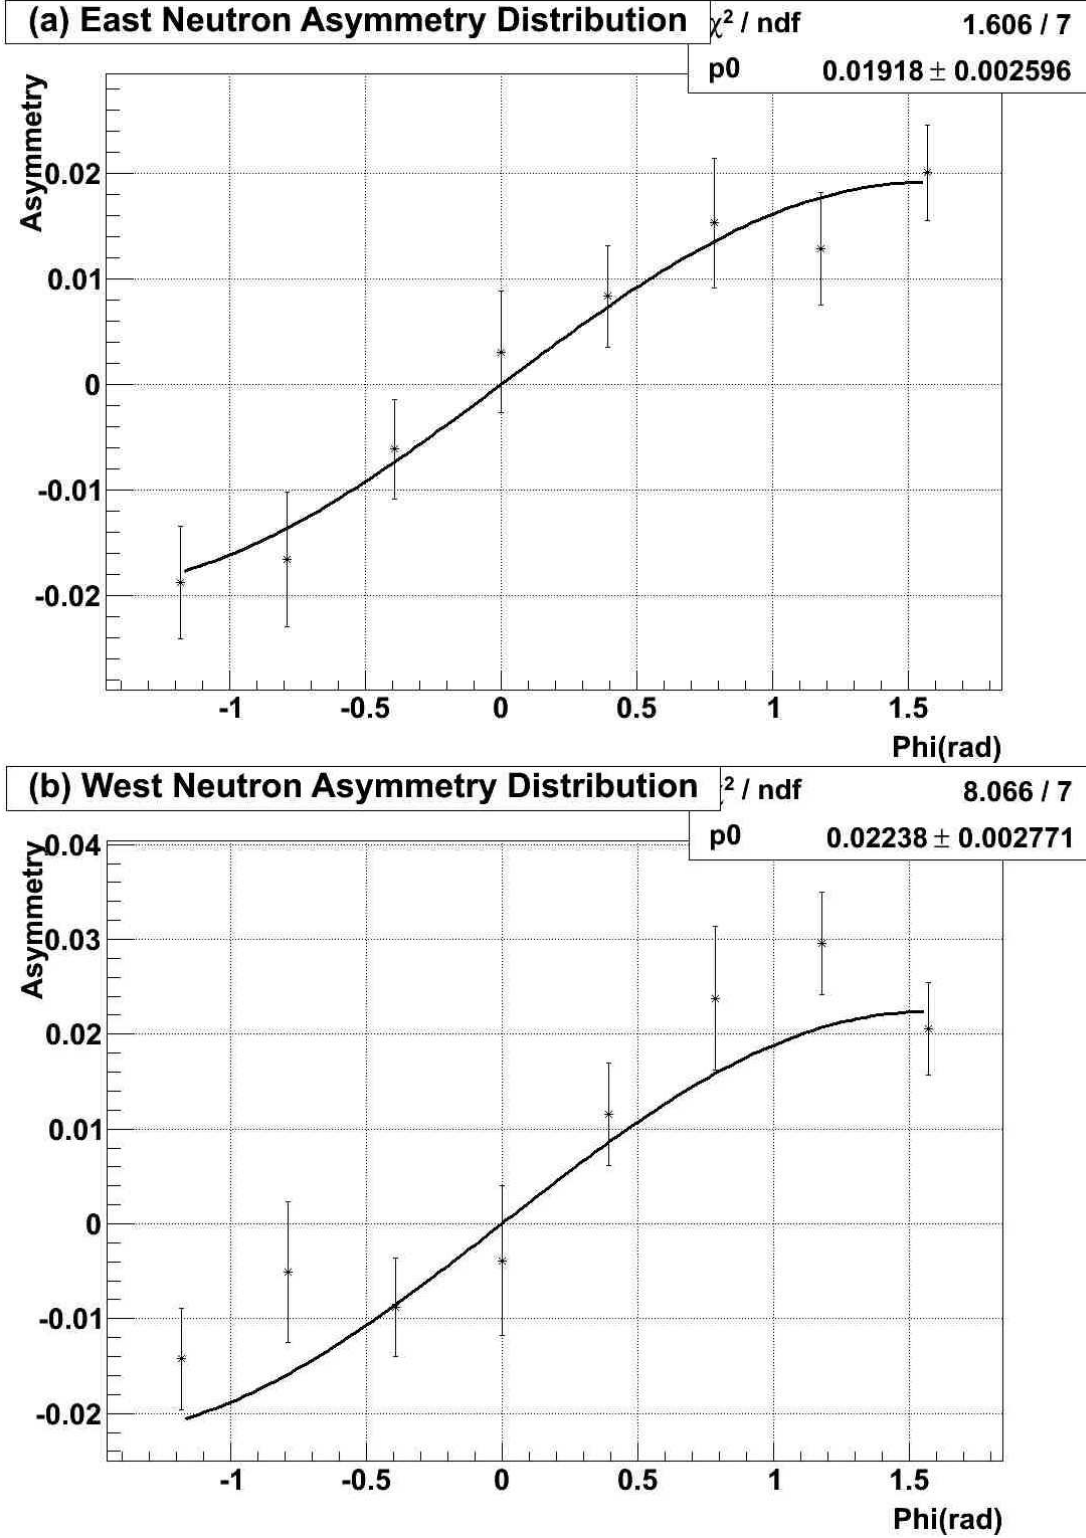 (a) East Neutron Asymmetry Distribution
χ² / ndf 1.606 / 7
p0 0.01918 ± 0.002596
Asymmetry
0.02
0.01
0
-0.01
-0.02
-1 -0.5 0 0.5 1 1.5
Phi(rad)
(b) West Neutron Asymmetry Distribution
² / ndf 8.066 / 7
p0 0.02238 ± 0.002771
Asymmetry
0.04
0.03
0.02
0.01
0
-0.01
-0.02
-1 -0.5 0 0.5 1 1.5
Phi(rad)